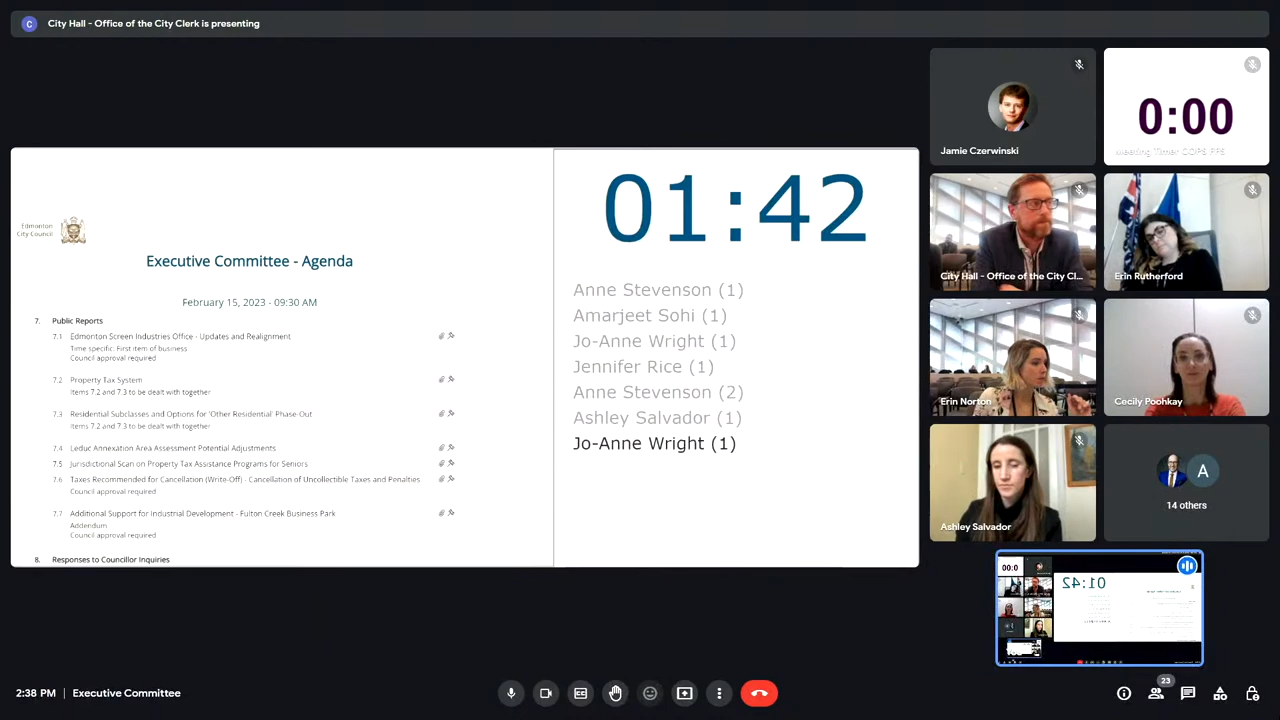 C
City Hall - Office of the City Clerk is presenting
Edmonton
City Council
Executive Committee - Agenda
February 15, 2023 - 09:30 AM
7. Public Reports
7.1 Edmonton Screen Industries Office - Updates and Realignment
Time specific: First item of business
Council approval required
7.2 Property Tax System
Items 7.2 and 7.3 to be dealt with together
7.3 Residential Subclasses and Options for 'Other Residential' Phase-Out
Items 7.2 and 7.3 to be dealt with together
7.4 Leduc Annexation Area Assessment Potential Adjustments
7.5 Jurisdictional Scan on Property Tax Assistance Programs for Seniors
7.6 Taxes Recommended for Cancellation (Write-Off) - Cancellation of Uncollectible Taxes and Penalties
Council approval required
7.7 Additional Support for Industrial Development - Fulton Creek Business Park
Addendum
Council approval required
8. Responses to Councillor Inquiries
01:42
Anne Stevenson (1)
Amarjeet Sohi (1)
Jo-Anne Wright (1)
Jennifer Rice (1)
Anne Stevenson (2)
Ashley Salvador (1)
Jo-Anne Wright (1)
Jamie Czerwinski
0:00
Meeting Timer
City Hall - Office of the City Cl...
Erin Rutherford
Erin Norton
Cecily Poohkay
Ashley Salvador
A
14 others
00:0
01:42
2:38 PM | Executive Committee
23